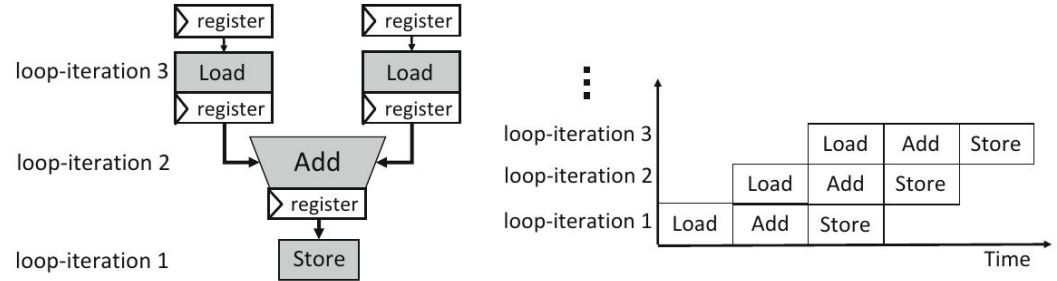 register register
loop-iteration 3 Load Load
register register
loop-iteration 2 Add
register
loop-iteration 1 Store
loop-iteration 3 Load Add Store
loop-iteration 2 Load Add Store
loop-iteration 1 Load Add Store
Time